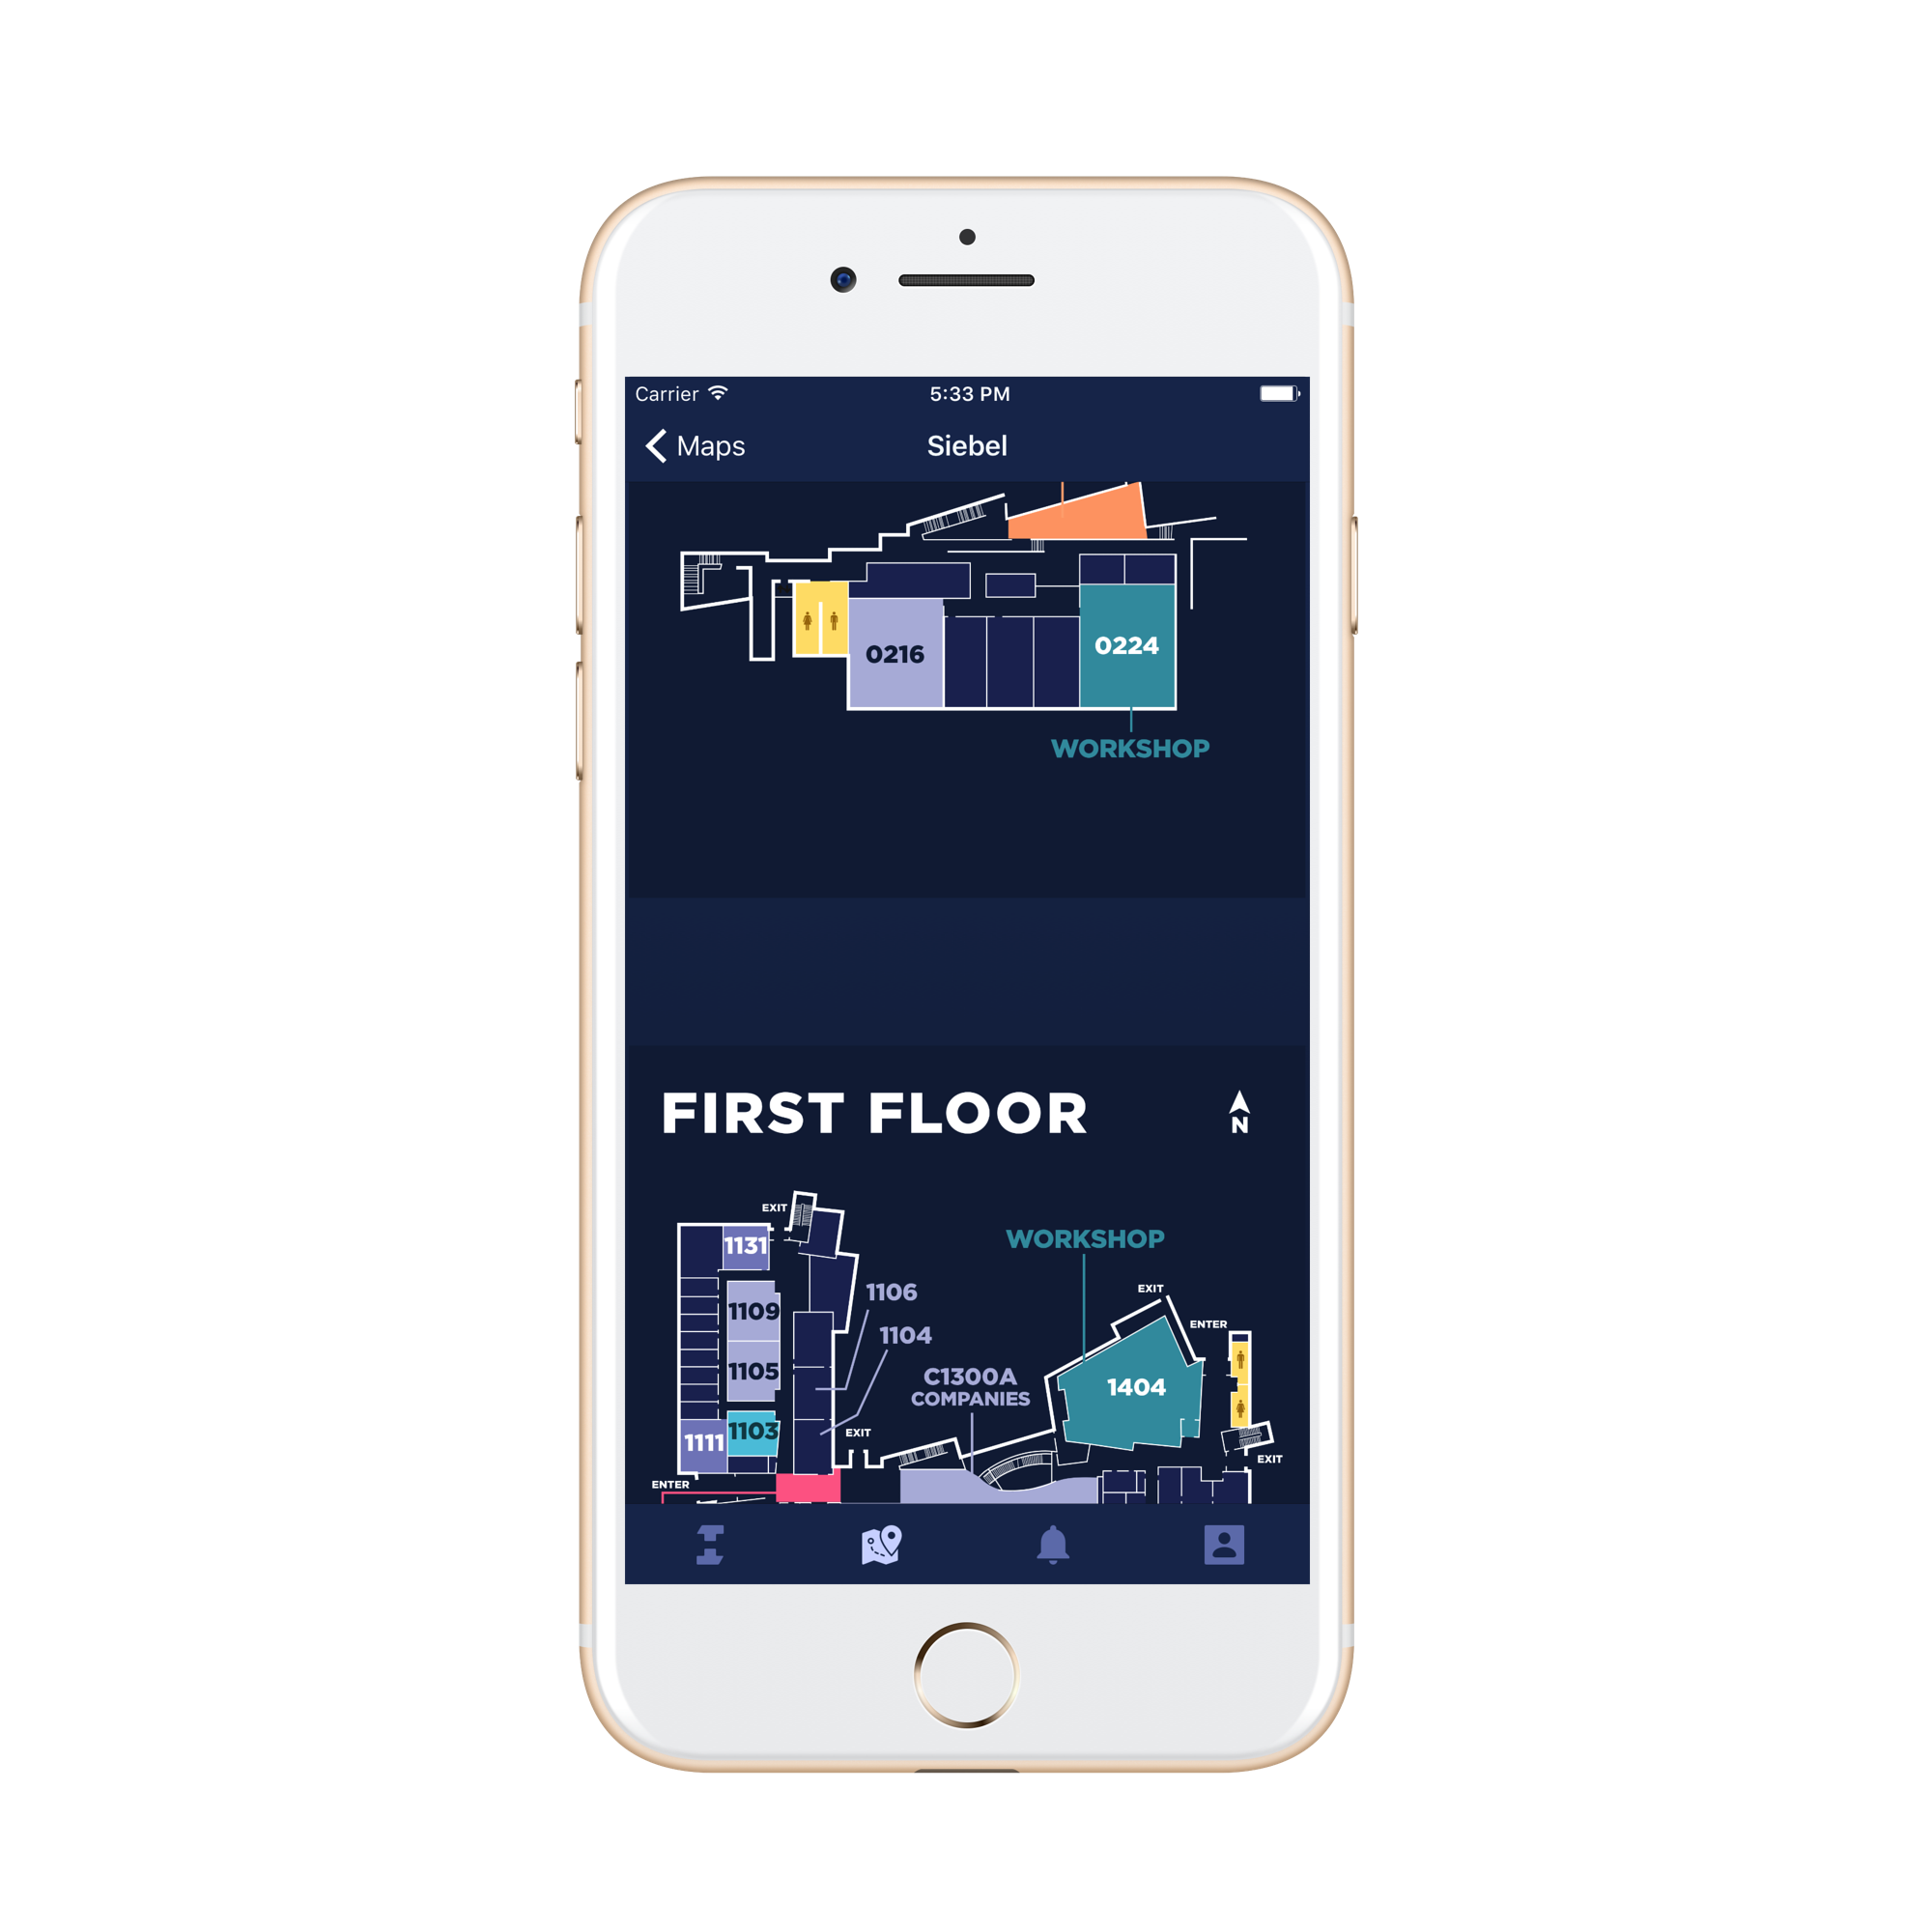 Carrier 5:33 PM
Maps Siebel
0216
0224
WORKSHOP
FIRST FLOOR
N
EXIT
WORKSHOP
1131
1106
EXIT
1109
ENTER
1104
1105
C1300A
COMPANIES
1404
1103
1111
EXIT
EXIT
ENTER